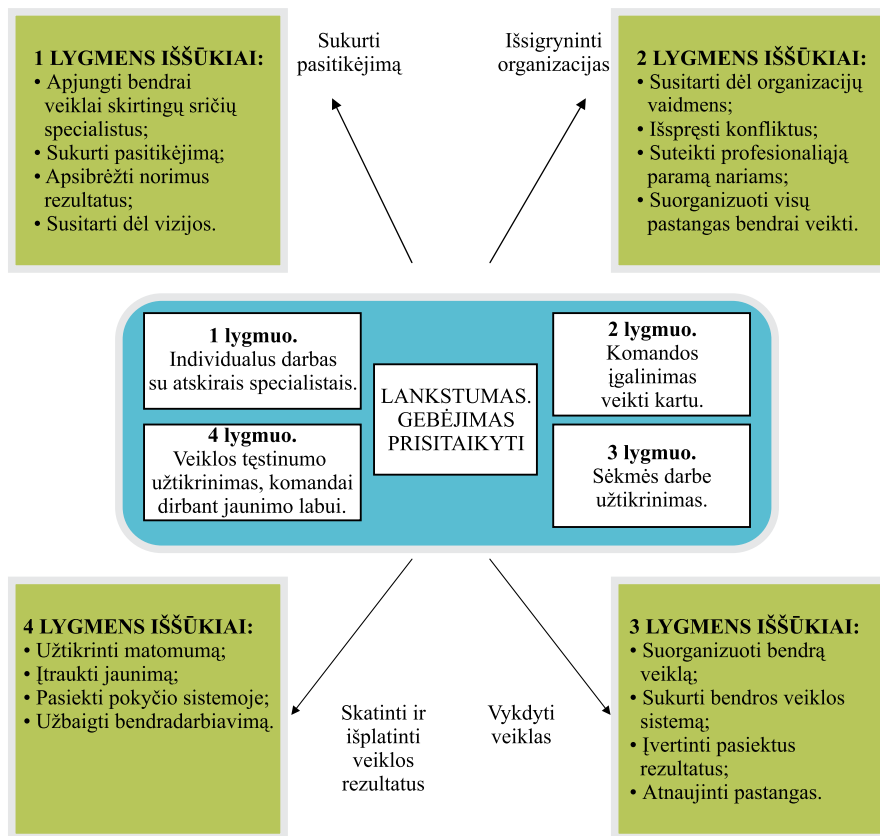 1 LYGMENS IŠŠŪKIAI:
• Apjungti bendrai
veiklai skirtingų sričių
specialistus;
• Sukurti pasitikėjimą;
• Apsibrėžti norimus
rezultatus;
• Susitarti dėl vizijos.
Sukurti
pasitikėjimą
Išsigryninti
organizacijas
2 LYGMENS IŠŠŪKIAI:
• Susitarti dėl organizacijų
vaidmens;
• Išspręsti konfliktus;
• Suteikti profesionaliąją
paramą nariams;
• Suorganizuoti visų
pastangas bendrai veikti.
1 lygmuo.
Individualus darbas
su atskirais specialistais.
2 lygmuo.
Komandos
įgalinimas
veikti kartu.
LANKSTUMAS.
GEBĖJIMAS
PRISITAIKYTI
4 lygmuo.
Veiklos tęstinumo
užtikrinimas, komandai
dirbant jaunimo labui.
3 lygmuo.
Sėkmės darbe
užtikrinimas.
4 LYGMENS IŠŠŪKIAI:
• Užtikrinti matomumą;
• Įtraukti jaunimą;
• Pasiekti pokyčio sistemoje;
• Užbaigti bendradarbiavimą.
Skatinti ir
išplatinti
veiklos
rezultatus
Vykdyti
veiklas
3 LYGMENS IŠŠŪKIAI:
• Suorganizuoti bendrą
veiklą;
• Sukurti bendros veiklos
sistemą;
• Įvertinti pasiektus
rezultatus;
• Atnaujinti pastangas.